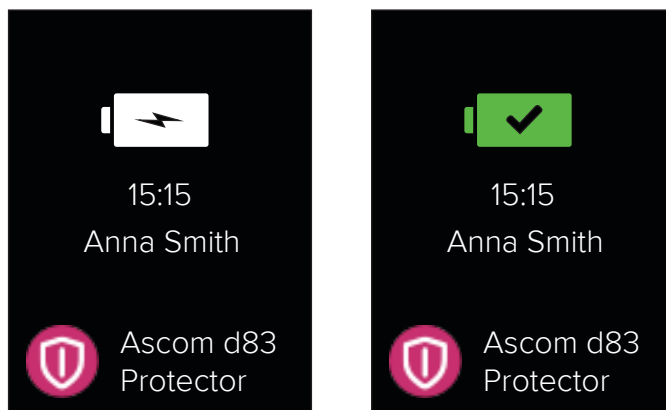 15:15
Anna Smith
Ascom d83
Protector
15:15
Anna Smith
Ascom d83
Protector